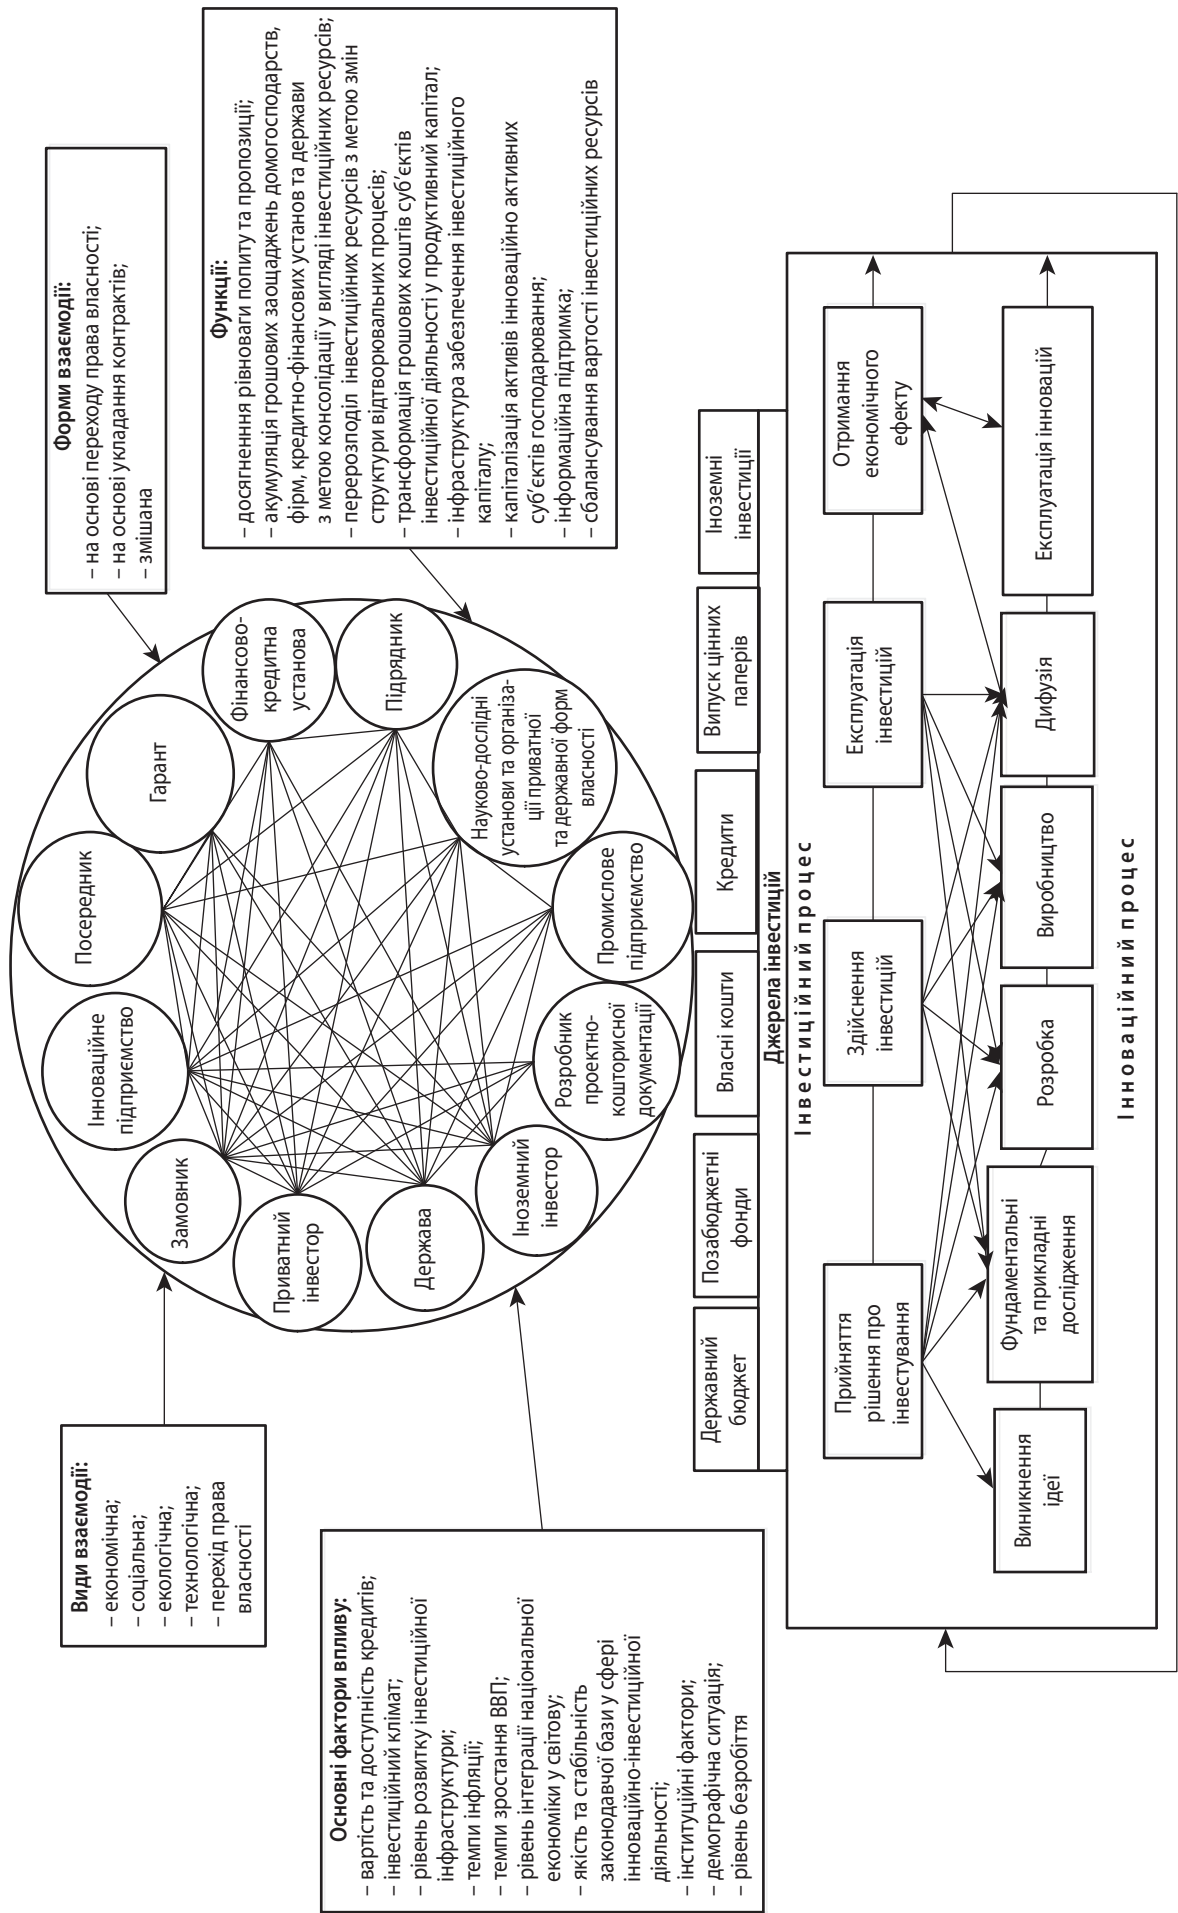 Види взаємодії:
– економічна;
– соціальна;
– екологічна;
– технологічна;
– перехід права
власності
Форми взаємодії:
– на основі переходу права власності;
– на основі укладання контрактів;
– змішана
Основні фактори впливу:
– вартість та доступність кредитів;
– інвестиційний клімат;
– рівень розвитку інвестиційної
інфраструктури;
– темпи інфляції;
– темпи зростання ВВП;
– рівень інтеграції національної
економіки у світову;
– якість та стабільність
законодавчої бази у сфері
інноваційно-інвестиційної
діяльності;
– інституційні фактори;
– демографічна ситуація;
– рівень безробіття
Замовник
Інноваційне
підприємство
Посередник
Гарант
Фінансово-
кредитна
установа
Підрядник
Науково-дослідні
установи та організа-
ції приватної
та державної форм
власності
Промислове
підприємство
Розробник
проектно-
кошторисної
документації
Іноземний
інвестор
Держава
Приватний
інвестор
Функції:
– досягненння рівноваги попиту та пропозиції;
– акумуляція грошових заощаджень домогосподарств,
фірм, кредитно-фінансових установ та держави
з метою консолідації у вигляді інвестиційних ресурсів;
– перерозподіл інвестиційних ресурсів з метою змін
структури відтворювальних процесів;
– трансформація грошових коштів суб’єктів
інвестиційної діяльності у продуктивний капітал;
– інфраструктура забезпечення інвестиційного
капіталу;
– капіталізація активів інноваційно активних
суб’єктів господарювання;
– інформаційна підтримка;
– сбалансування вартості інвестиційних ресурсів
Державний
бюджет
Позабюджетні
фонди
Власні кошти
Кредити
Випуск цінних
паперів
Іноземні
інвестиції
Джерела інвестицій
Інвестиційний процес
Прийняття
рішення про
інвестування
Здійснення
інвестицій
Експлуатація
інвестицій
Отримання
економічного
ефекту
Виникнення
ідеї
Фундаментальні
та прикладні
дослідження
Розробка
Виробництво
Дифузія
Експлуатація інновацій
Інноваційний процес